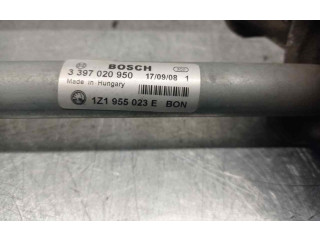 BOSCH
3 397 020 950 17/09/08 1
Made in Hungary
1Z1 955 023 E BON